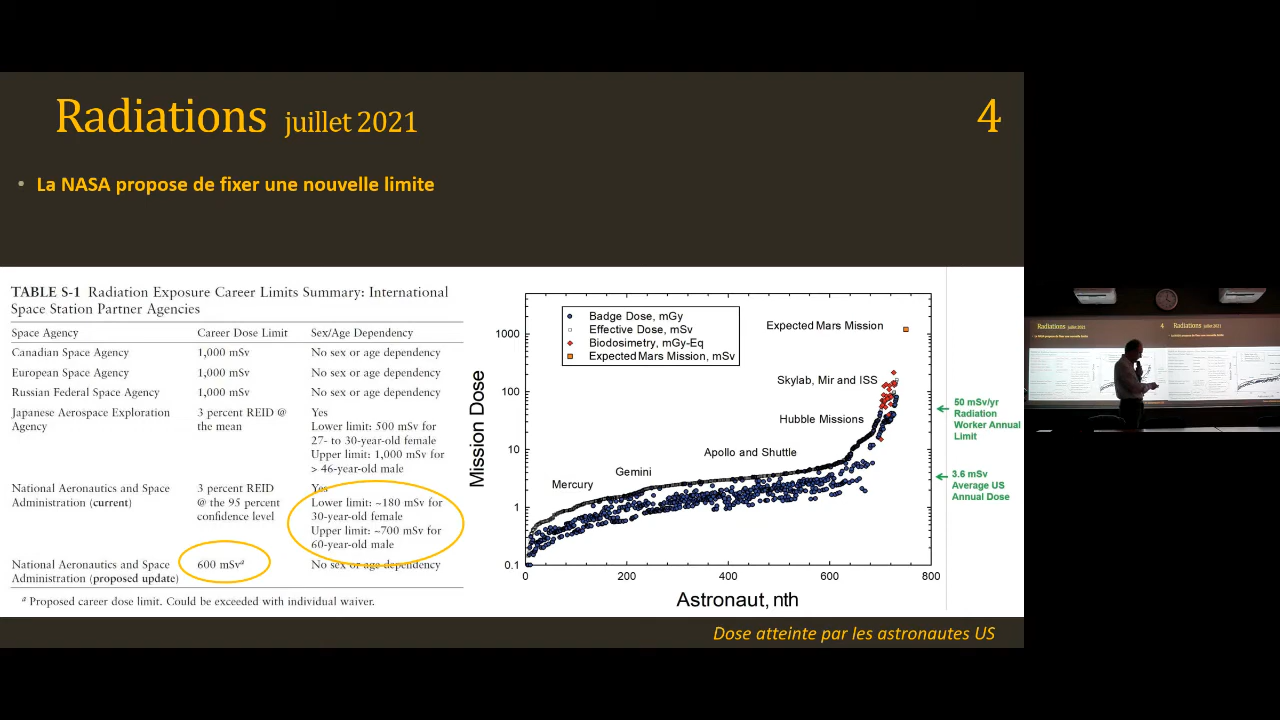 Radiations juillet 2021
4
• La NASA propose de fixer une nouvelle limite
TABLE S-1 Radiation Exposure Career Limits Summary: International
Space Station Partner Agencies
Space Agency Career Dose Limit Sex/Age Dependency
Canadian Space Agency 1,000 mSv No sex or age dependency
European Space Agency 1,000 mSv No sex or age dependency
Russian Federal Space Agency 1,000 mSv No sex or age dependency
Japanese Aerospace Exploration 3 percent REID @ Yes
Agency the mean Lower limit: 500 mSv for
27- to 30-year-old female
Upper limit: 1,000 mSv for
> 46-year-old male
National Aeronautics and Space 3 percent REID Yes
Administration (current) @ the 95 percent Lower limit: ~180 mSv for
confidence level 30-year-old female
Upper limit: ~700 mSv for
60-year-old male
National Aeronautics and Space 600 mSvª No sex or age dependency
Administration (proposed update)
ª Proposed career dose limit. Could be exceeded with individual waiver.
Mission Dose
1000
100
10
1
0.1
0 200 400 600 800
Astronaut, nth
Badge Dose, mGy
Effective Dose, mSv
Biodosimetry, mGy-Eq
Expected Mars Mission, mSv
Expected Mars Mission
Skylab, Mir and ISS
Hubble Missions
Apollo and Shuttle
Gemini
Mercury
50 mSv/yr
Radiation
Worker Annual
Limit
3.6 mSv
Average US
Annual Dose
Dose atteinte par les astronautes US
Radiations
4
Radiations